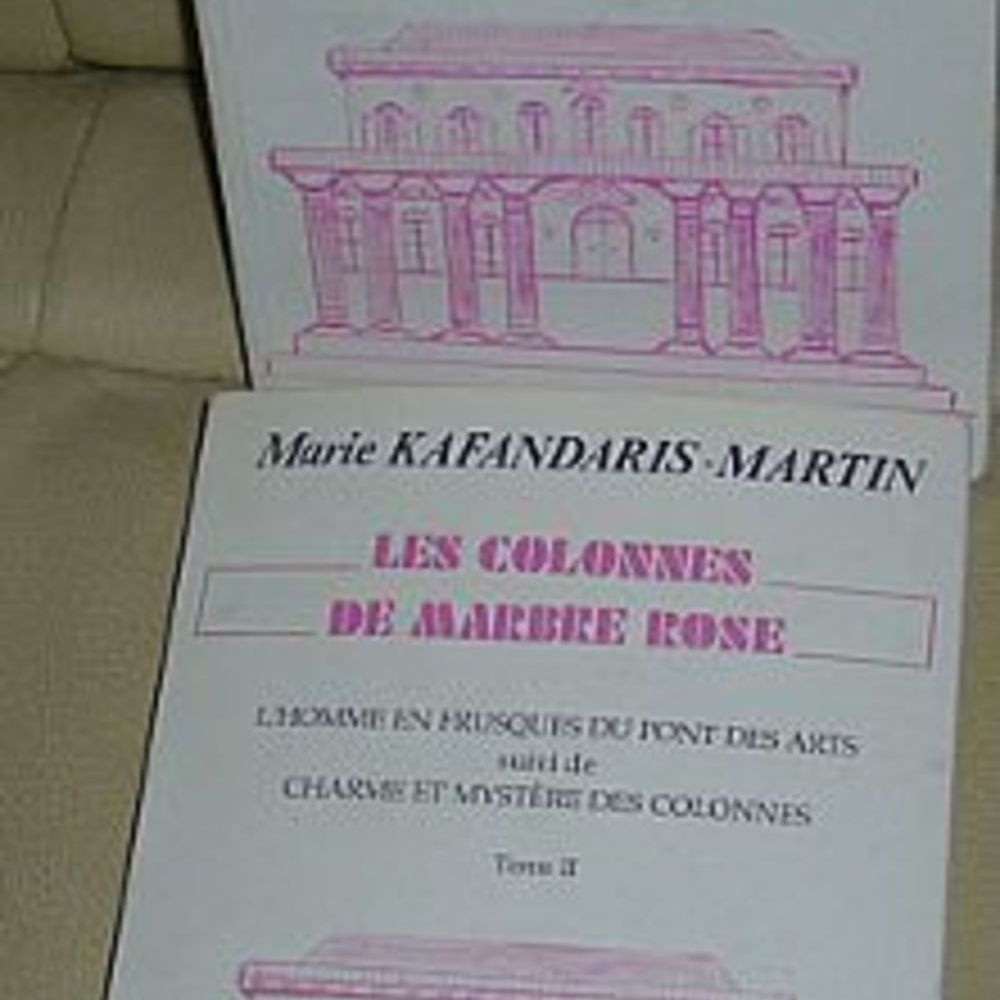 Marie KAFANDARIS-MARTIN
LES COLONNES
DE MARBRE ROSE
L'HOMME EN FRUSQUES DU PONT DES ARTS
suivi de
CHARME ET MYSTÈRE DES COLONNES
Tome II